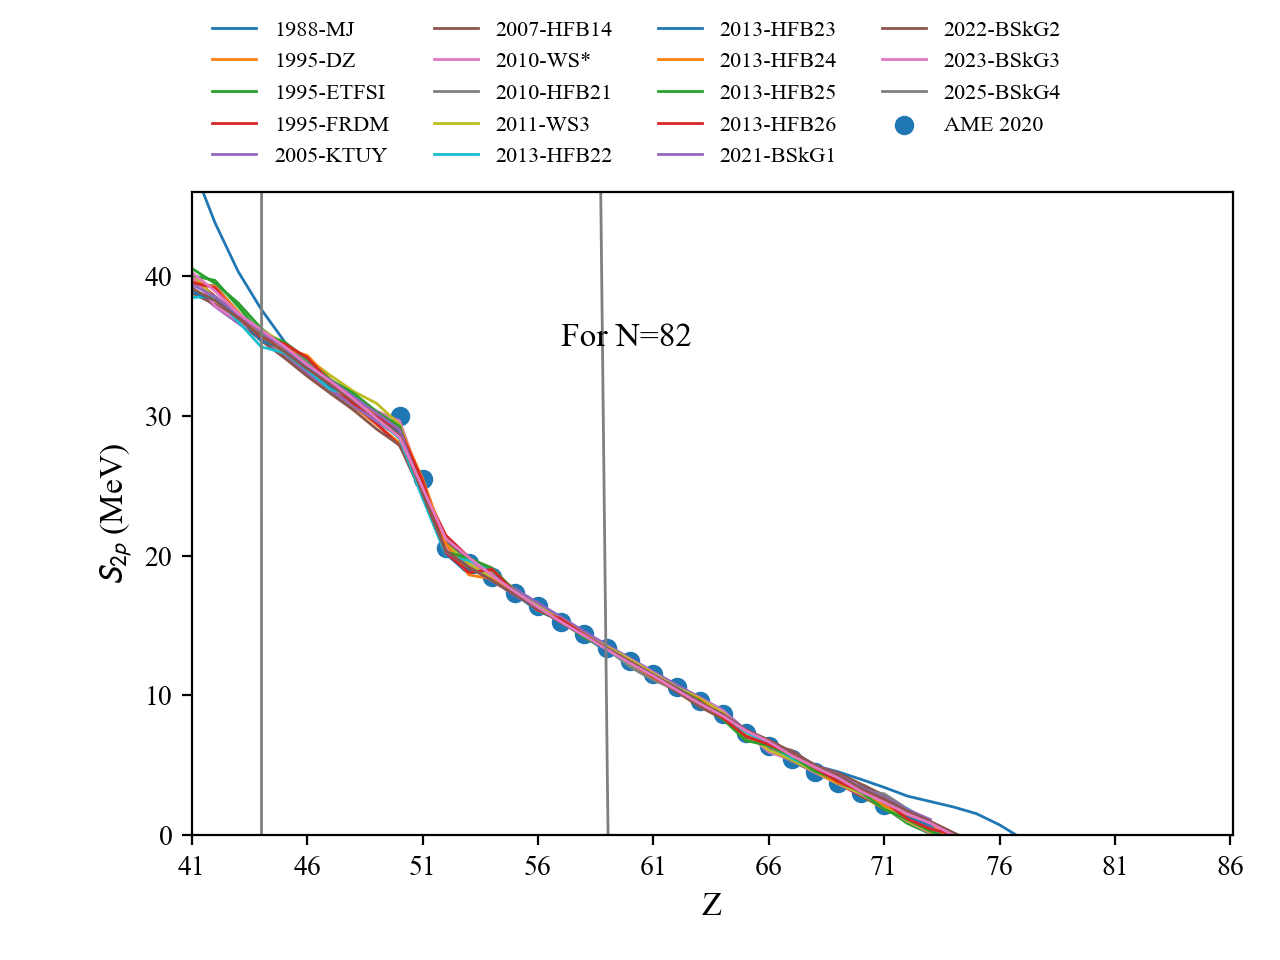 1988-MJ
1995-DZ
1995-ETFSI
1995-FRDM
2005-KTUY
2007-HFB14
2010-WS*
2010-HFB21
2011-WS3
2013-HFB22
2013-HFB23
2013-HFB24
2013-HFB25
2013-HFB26
2021-BSkG1
2022-BSkG2
2023-BSkG3
2025-BSkG4
AME 2020
For N=82
S2p (MeV)
40
30
20
10
0
41 46 51 56 61 66 71 76 81 86
Z